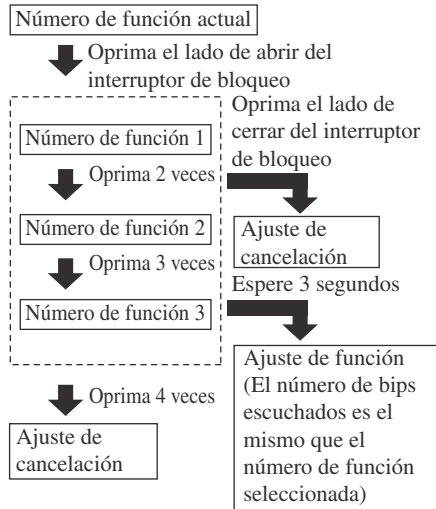 Número de función actual
Oprima el lado de abrir del
interruptor de bloqueo
Oprima el lado de
cerrar del interruptor
de bloqueo
Número de función 1
Oprima 2 veces
Número de función 2
Ajuste de
cancelación
Oprima 3 veces
Espere 3 segundos
Número de función 3
Ajuste de función
(El número de bips
escuchados es el
mismo que el
número de función
seleccionada)
Oprima 4 veces
Ajuste de
cancelación